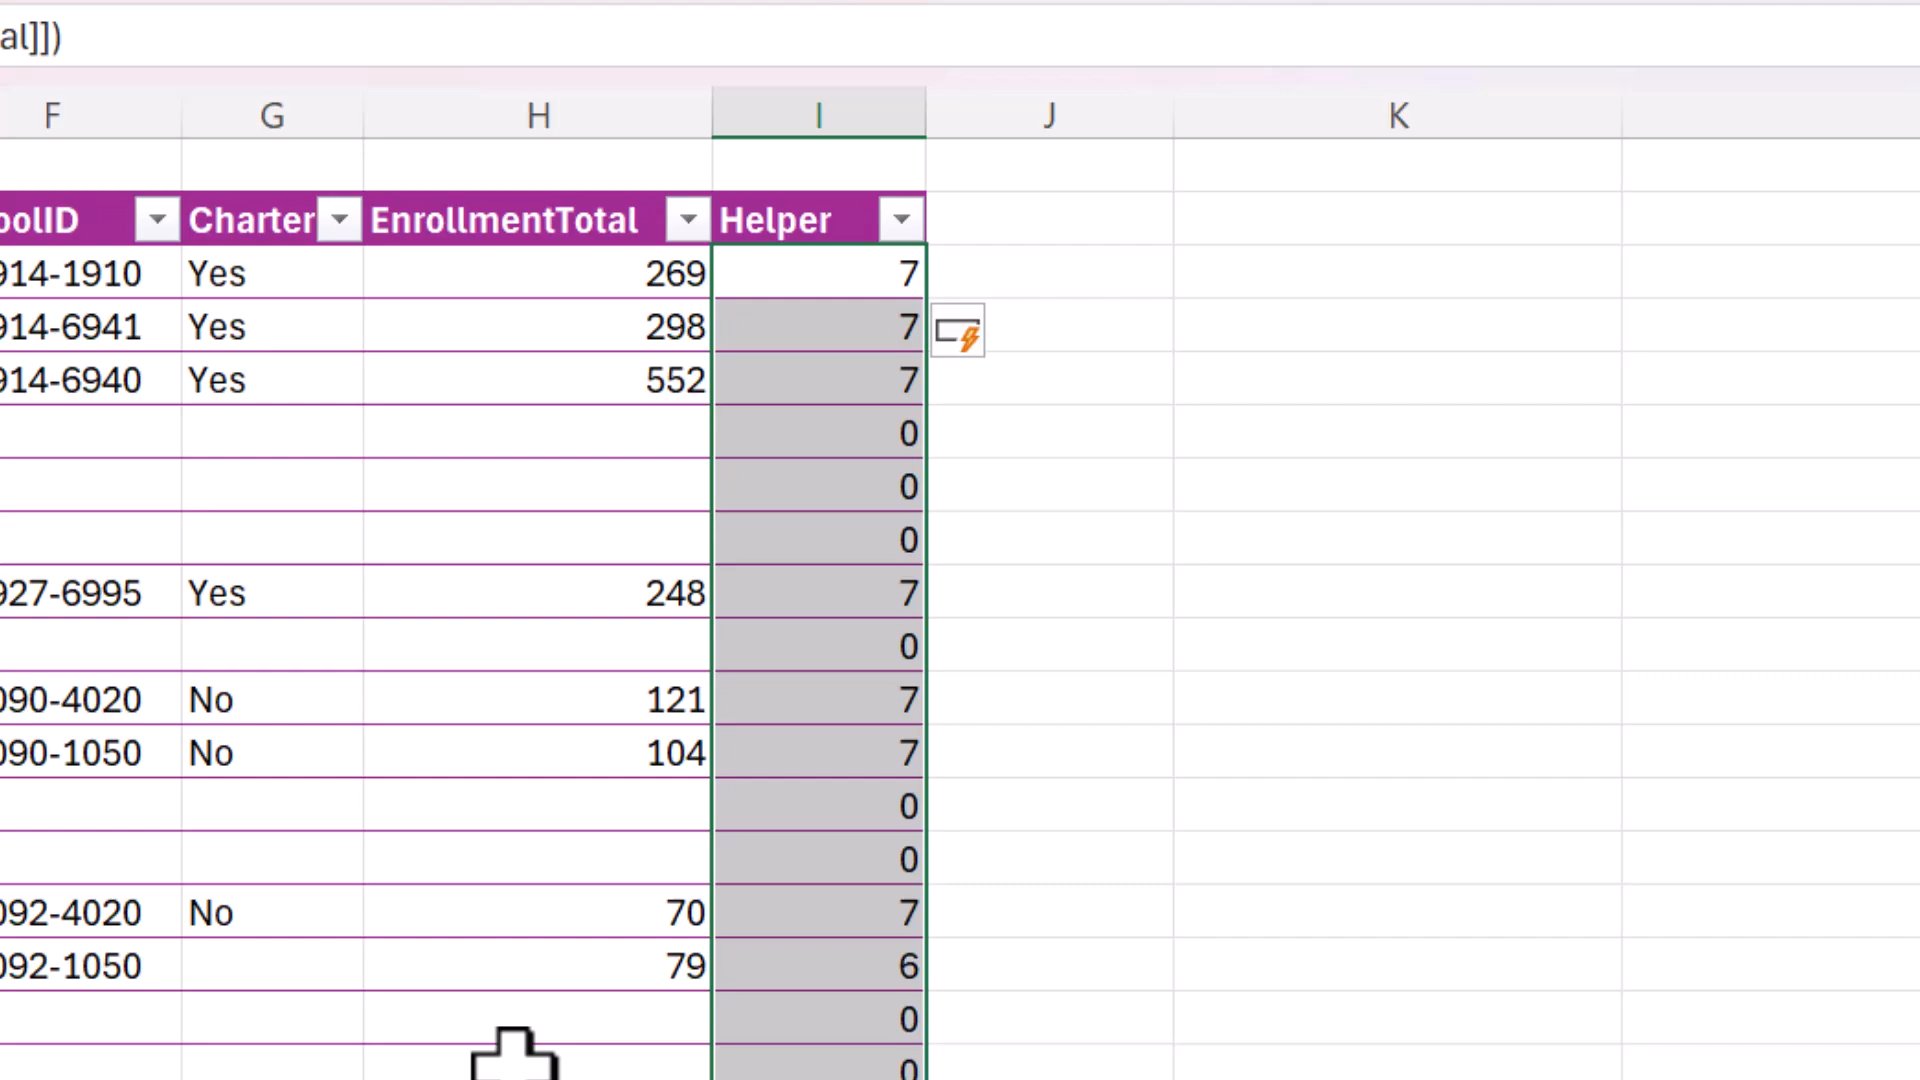 al]])
F G H I J K
oolID Charter EnrollmentTotal Helper
914-1910 Yes 269 7
914-6941 Yes 298 7
914-6940 Yes 552 7
0
0
0
927-6995 Yes 248 7
0
090-4020 No 121 7
090-1050 No 104 7
0
0
092-4020 No 70 7
092-1050 79 6
0
0